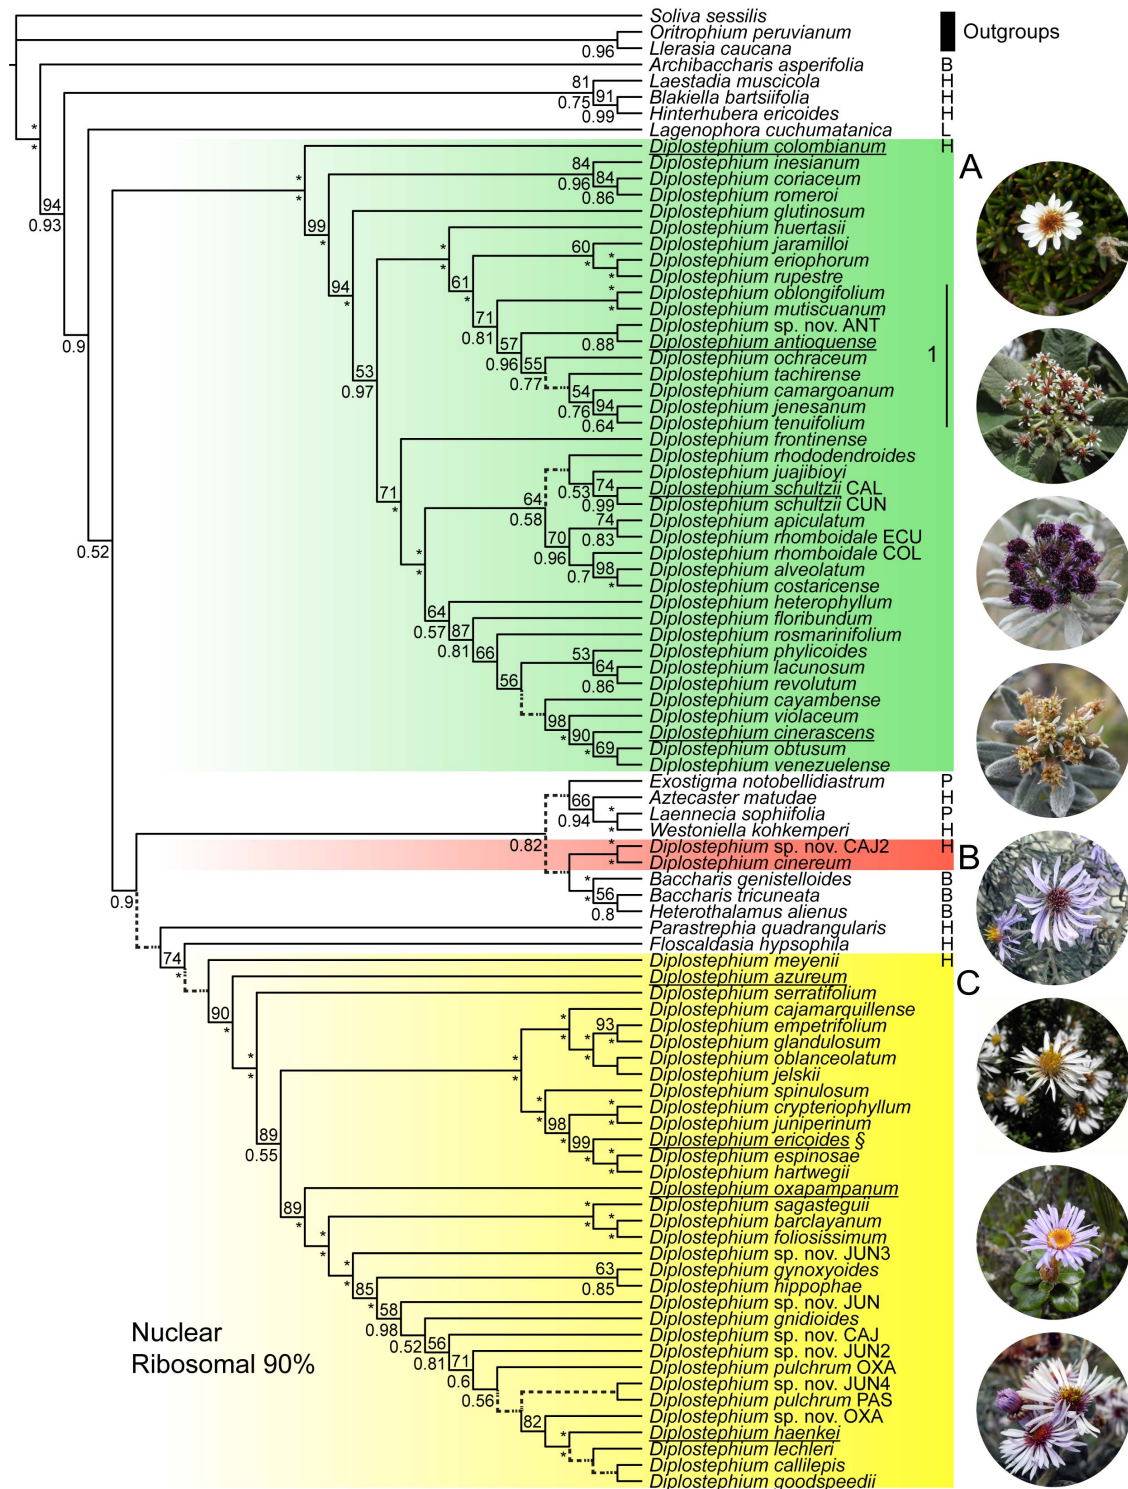 Soliva sessilis
Oritrophium peruvianum
Outgroups
0.96 Llerasia caucana
Archibaccharis asperifolia B
81 Laestadia muscicola H
0.75 91 Blakiella bartsiifolia H
0.99 Hinterhubera ericoides H
* Lagenophora cuchumatanica L
* Diplostephium colombianum H
A
84 Diplostephium inesianum
* 0.96 84 Diplostephium coriaceum
* 0.86 Diplostephium romeroi
94 Diplostephium glutinosum
0.93 99 Diplostephium huertasii
* 60 Diplostephium jaramilloi
* * Diplostephium eriophorum
* 61 * Diplostephium rupestre
94 * * Diplostephium oblongifolium
* 71 * Diplostephium mutiscuanum
0.81 Diplostephium sp. nov. ANT
0.9 57 0.88 Diplostephium antioquense
1
0.96 55 Diplostephium ochraceum
53 0.77 Diplostephium tachirense
0.97 54 Diplostephium camargoanum
0.76 94 Diplostephium jenesanum
0.64 Diplostephium tenuifolium
Diplostephium frontinense
Diplostephium rhododendroides
Diplostephium juajibioyi
71 0.53 74 Diplostephium schultzii CAL
* 64 0.99 Diplostephium schultzii CUN
0.58 74 Diplostephium apiculatum
70 0.83 Diplostephium rhomboidale ECU
0.52 * 0.96 Diplostephium rhomboidale COL
* 0.7 98 Diplostephium alveolatum
* Diplostephium costaricense
64 Diplostephium heterophyllum
0.57 87 Diplostephium floribundum
0.81 66 Diplostephium rosmarinifolium
53 Diplostephium phylicoides
56 64 Diplostephium lacunosum
0.86 Diplostephium revolutum
Diplostephium cayambense
98 Diplostephium violaceum
* 90 Diplostephium cinerascens
* 69 Diplostephium obtusum
Diplostephium venezuelense
Exostigma notobellidiastrum P
66 Aztecaster matudae H
0.94 * Laennecia sophiifolia P
* Westoniella kohkemperi H
0.82 * Diplostephium sp. nov. CAJ2 H
B
* Diplostephium cinereum
* Baccharis genistelloides B
0.9 * 56 Baccharis tricuneata B
0.8 Heterothalamus alienus B
Parastrephia quadrangularis H
74 Floscaldasia hypsophila H
* Diplostephium meyenii H
Diplostephium azureum
C
Diplostephium serratifolium
90 Diplostephium cajamarquillense
* * 93 Diplostephium empetrifolium
* * * Diplostephium glandulosum
* * * Diplostephium oblanceolatum
* * Diplostephium jelskii
Diplostephium spinulosum
* * Diplostephium crypteriophyllum
* 98 * Diplostephium juniperinum
89 * 99 Diplostephium ericoides §
0.55 * * Diplostephium espinosae
* Diplostephium hartwegii
Diplostephium oxapampanum
89 * Diplostephium sagasteguii
* * * * Diplostephium barclayanum
* * Diplostephium foliosissimum
* Diplostephium sp. nov. JUN3
* 63 Diplostephium gynoxyoides
85 0.85 Diplostephium hippophae
* 58 Diplostephium sp. nov. JUN
0.98 Diplostephium gnidioides
Nuclear
0.52 56 Diplostephium sp. nov. CAJ
0.81 71 Diplostephium sp. nov. JUN2
Ribosomal 90%
0.6 Diplostephium pulchrum OXA
0.56 Diplostephium sp. nov. JUN4
Diplostephium pulchrum PAS
82 Diplostephium sp. nov. OXA
* Diplostephium haenkei
* Diplostephium lechleri
Diplostephium callilepis
Diplostephium goodspeedii